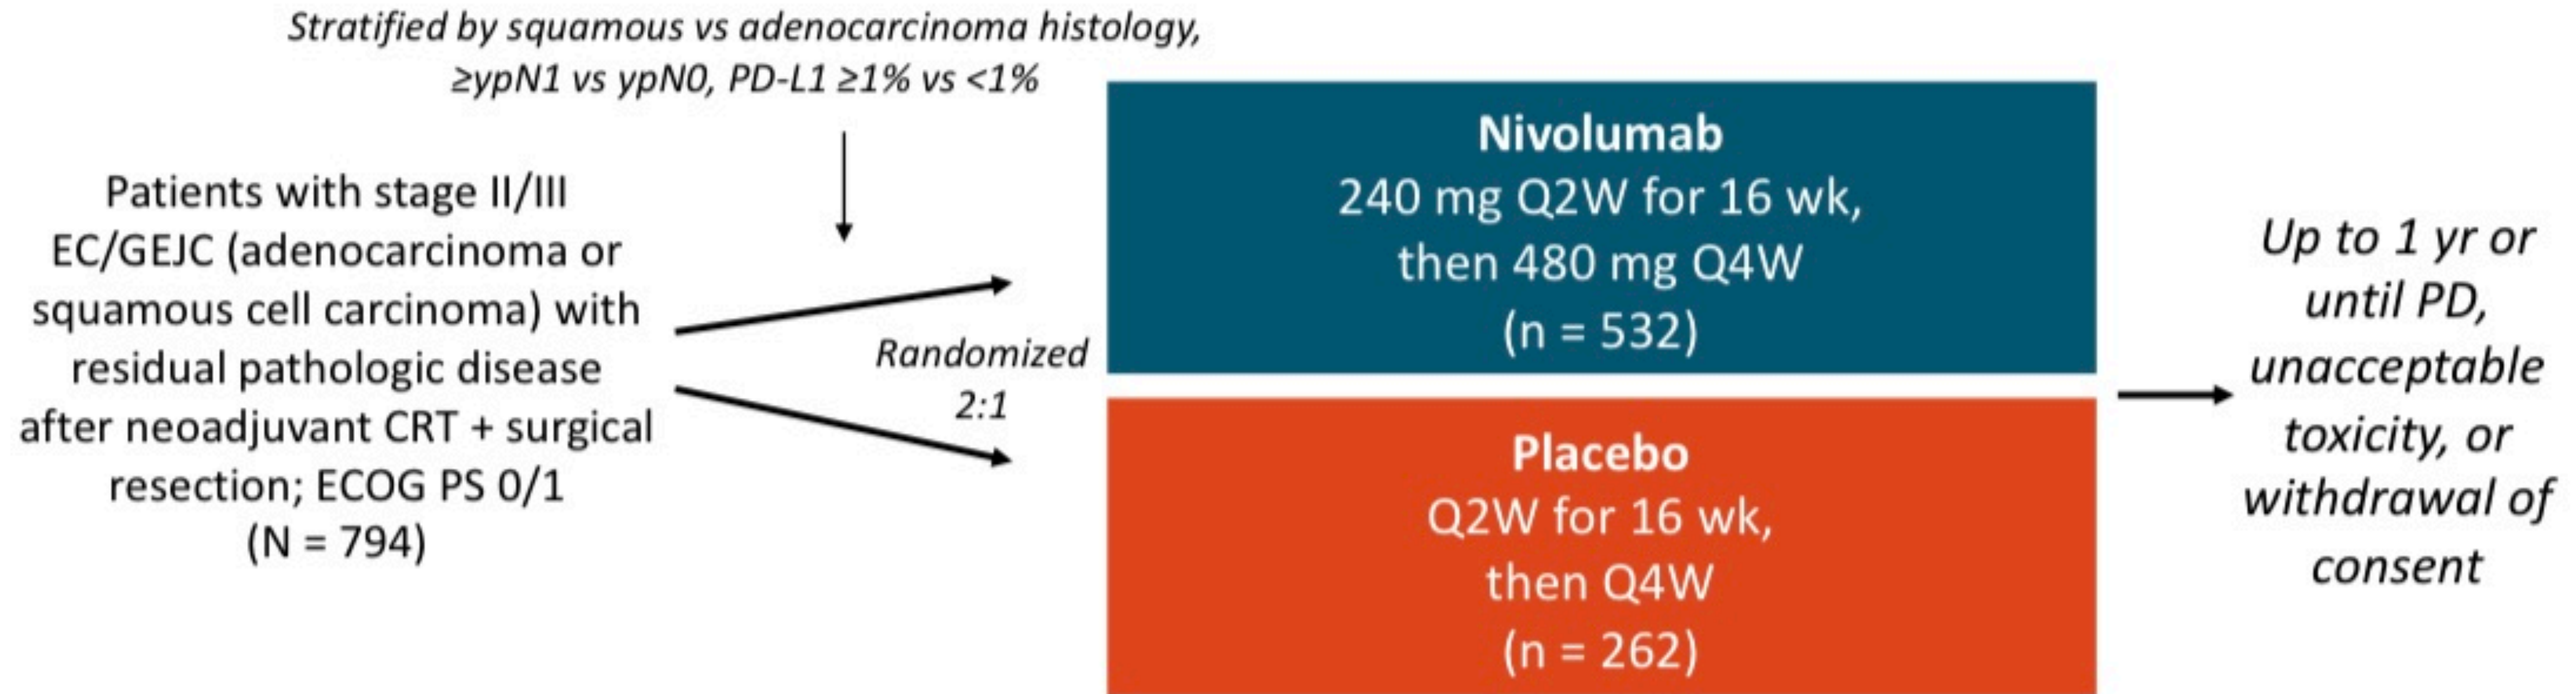 Stratified by squamous vs adenocarcinoma histology,
≥ypN1 vs ypN0, PD-L1 ≥1% vs <1%
Patients with stage II/III
EC/GEJC (adenocarcinoma or
squamous cell carcinoma) with
residual pathologic disease
after neoadjuvant CRT + surgical
resection; ECOG PS 0/1
(N = 794)
Randomized
2:1
Nivolumab
240 mg Q2W for 16 wk,
then 480 mg Q4W
(n = 532)
Placebo
Q2W for 16 wk,
then Q4W
(n = 262)
Up to 1 yr or
until PD,
unacceptable
toxicity, or
withdrawal of
consent